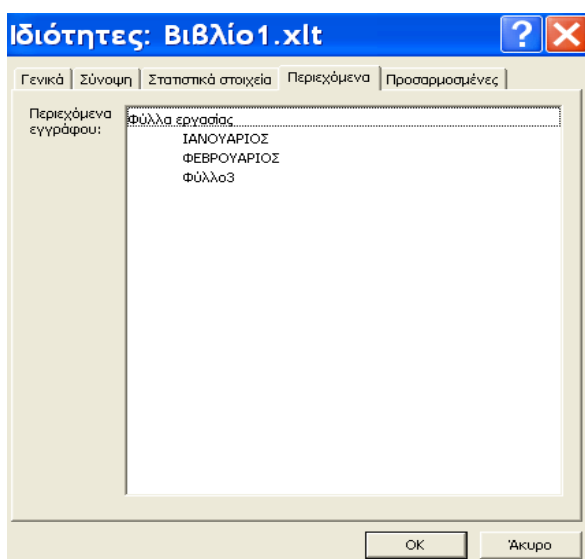 Ιδιότητες: Βιβλίο1.xlt
Γενικά Σύνοψη Στατιστικά στοιχεία Περιεχόμενα Προσαρμοσμένες
Περιεχόμενα
εγγράφου:
Φύλλα εργασίας
ΙΑΝΟΥΑΡΙΟΣ
ΦΕΒΡΟΥΑΡΙΟΣ
Φύλλο3
OK Άκυρο